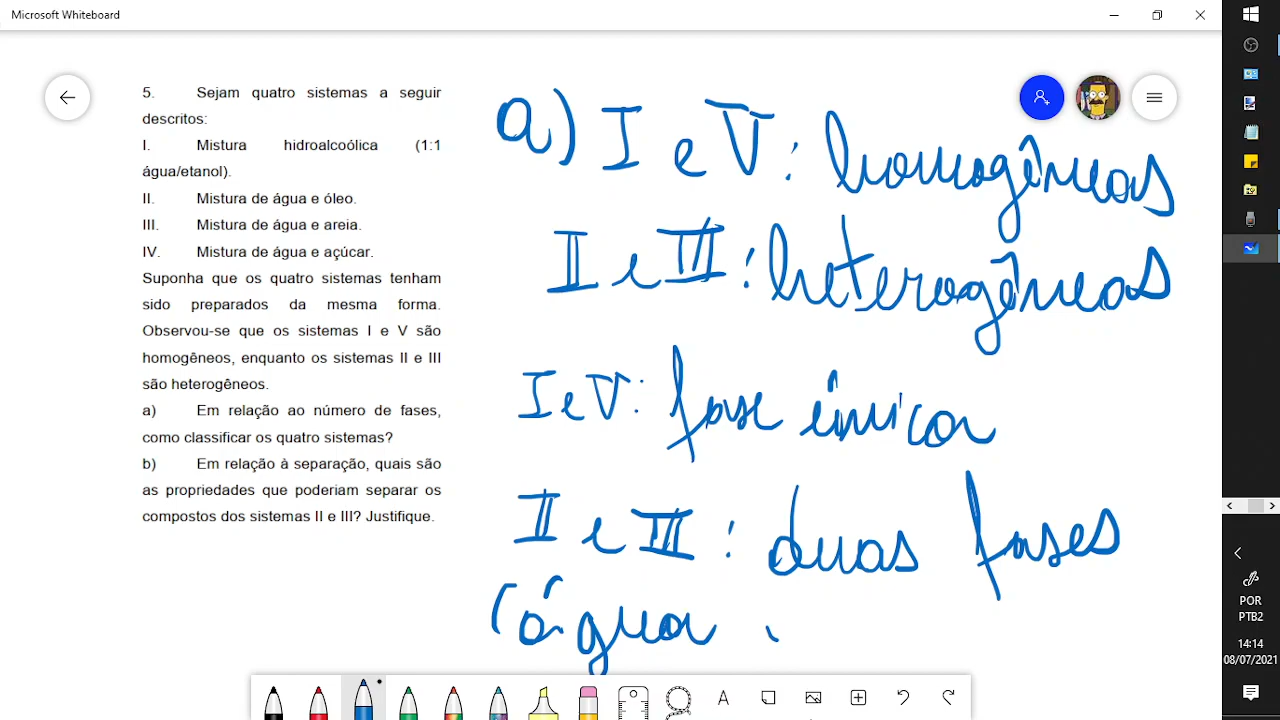 Microsoft Whiteboard
5. Sejam quatro sistemas a seguir
descritos:
I. Mistura hidroalcoólica (1:1
água/etanol).
II. Mistura de água e óleo.
III. Mistura de água e areia.
IV. Mistura de água e açúcar.
Suponha que os quatro sistemas tenham
sido preparados da mesma forma.
Observou-se que os sistemas I e V são
homogêneos, enquanto os sistemas II e III
são heterogêneos.
a) Em relação ao número de fases,
como classificar os quatro sistemas?
b) Em relação à separação, quais são
as propriedades que poderiam separar os
compostos dos sistemas II e III? Justifique.
a) I e V: homogêneas
II e III: heterogêneas
I e V: fase única
II e III: duas fases
(água
A
POR
PTB2
14:14
08/07/2021